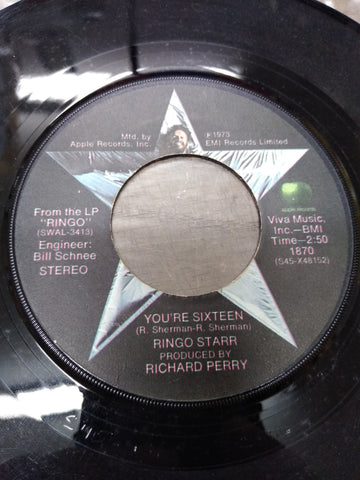 Mfd. by
Apple Records, Inc.
℗ 1973
EMI Records Limited
From the LP
"RINGO"
(SWAL-3413)
Engineer:
Bill Schnee
STEREO
APPLE RECORDS
Viva Music,
Inc.—BMI
Time—2:50
1870
(S45-X48152)
YOU'RE SIXTEEN
(R. Sherman-R. Sherman)
RINGO STARR
PRODUCED BY
RICHARD PERRY